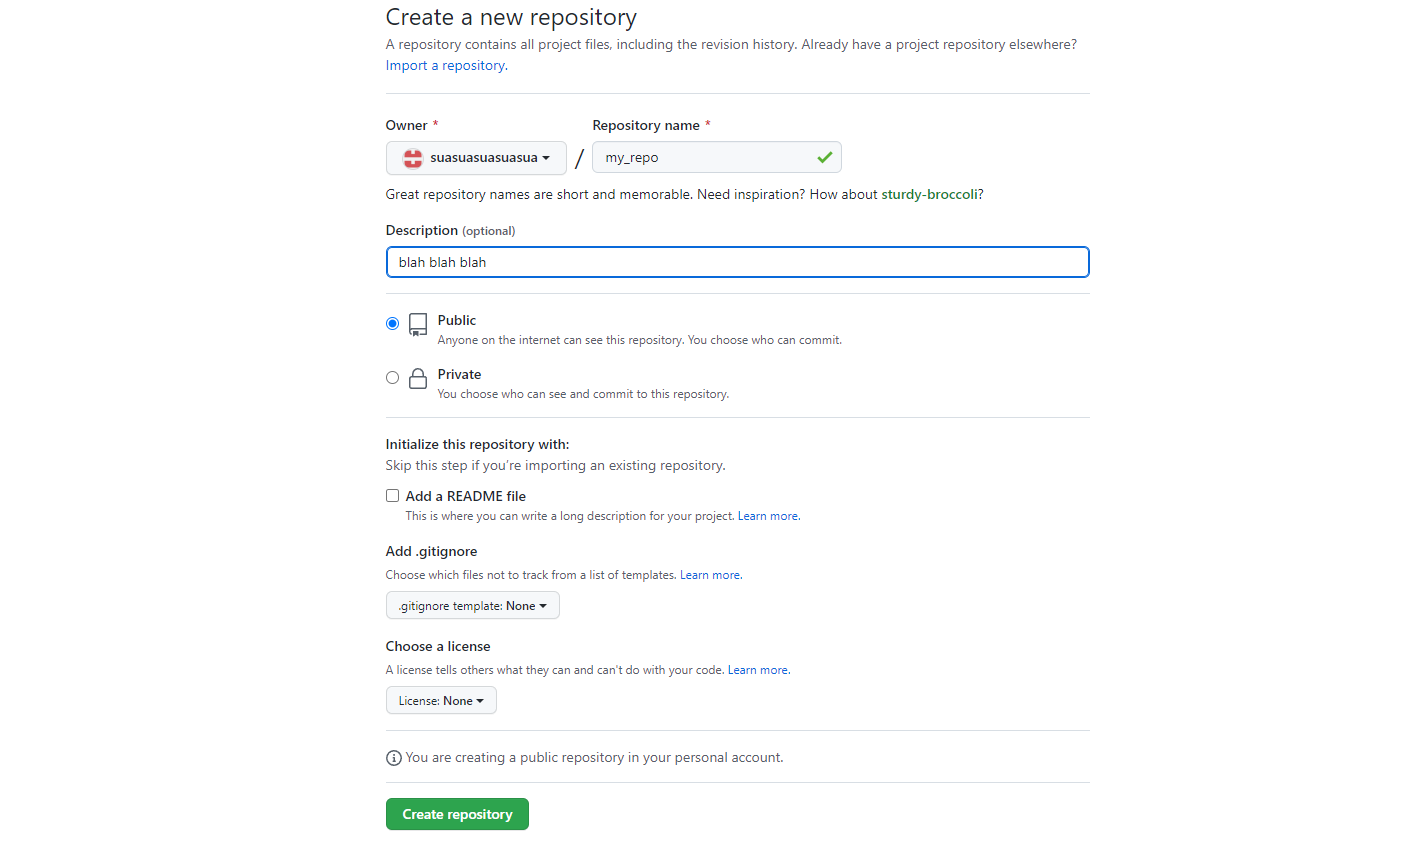 Create a new repository
A repository contains all project files, including the revision history. Already have a project repository elsewhere?
Import a repository.
Owner * Repository name *
suasuasuasuasua / my_repo
Great repository names are short and memorable. Need inspiration? How about sturdy-broccoli?
Description (optional)
blah blah blah
Public
Anyone on the internet can see this repository. You choose who can commit.
Private
You choose who can see and commit to this repository.
Initialize this repository with:
Skip this step if you're importing an existing repository.
Add a README file
This is where you can write a long description for your project. Learn more.
Add .gitignore
Choose which files not to track from a list of templates. Learn more.
.gitignore template: None
Choose a license
A license tells others what they can and can't do with your code. Learn more.
License: None
You are creating a public repository in your personal account.
Create repository